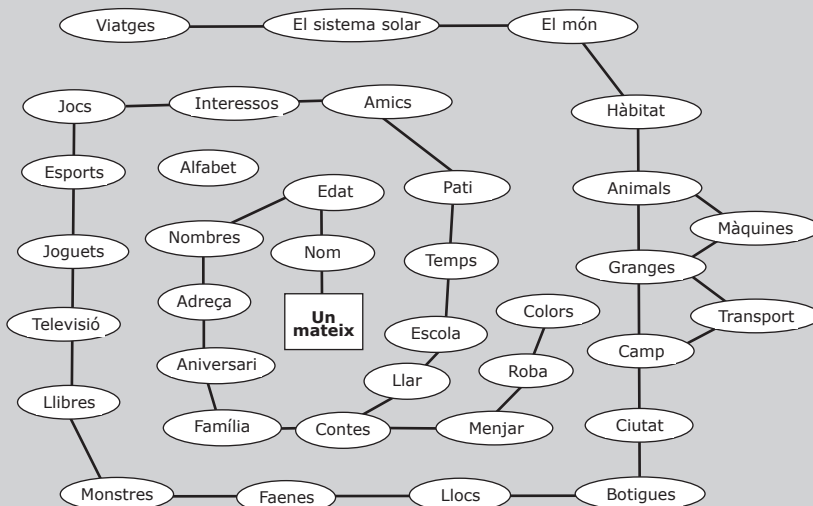 Viatges
El sistema solar
El món
Jocs
Interessos
Amics
Hàbitat
Esports
Alfabet
Edat
Pati
Animals
Màquines
Nombres
Nom
Joguets
Temps
Granges
Adreça
Un
mateix
Colors
Transport
Televisió
Escola
Camp
Aniversari
Llar
Roba
Llibres
Família
Contes
Menjar
Ciutat
Monstres
Faenes
Llocs
Botigues